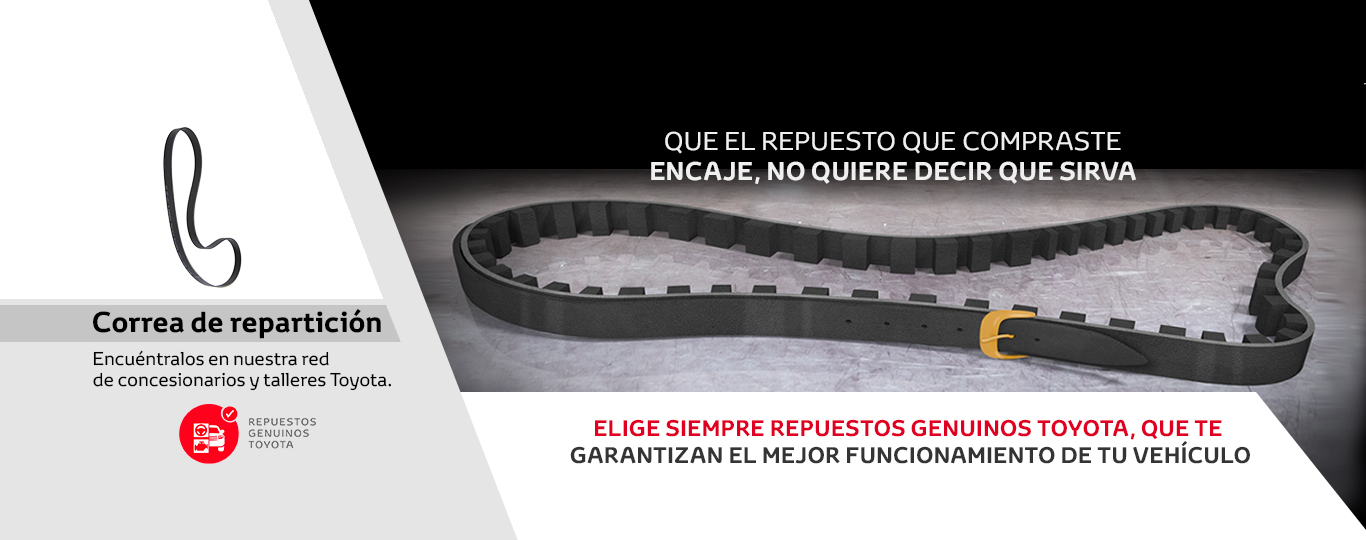 QUE EL REPUESTO QUE COMPRASTE
ENCAJE, NO QUIERE DECIR QUE SIRVA
Correa de repartición
Encuéntralos en nuestra red
de concesionarios y talleres Toyota.
REPUESTOS
GENUINOS
TOYOTA
ELIGE SIEMPRE REPUESTOS GENUINOS TOYOTA, QUE TE
GARANTIZAN EL MEJOR FUNCIONAMIENTO DE TU VEHÍCULO